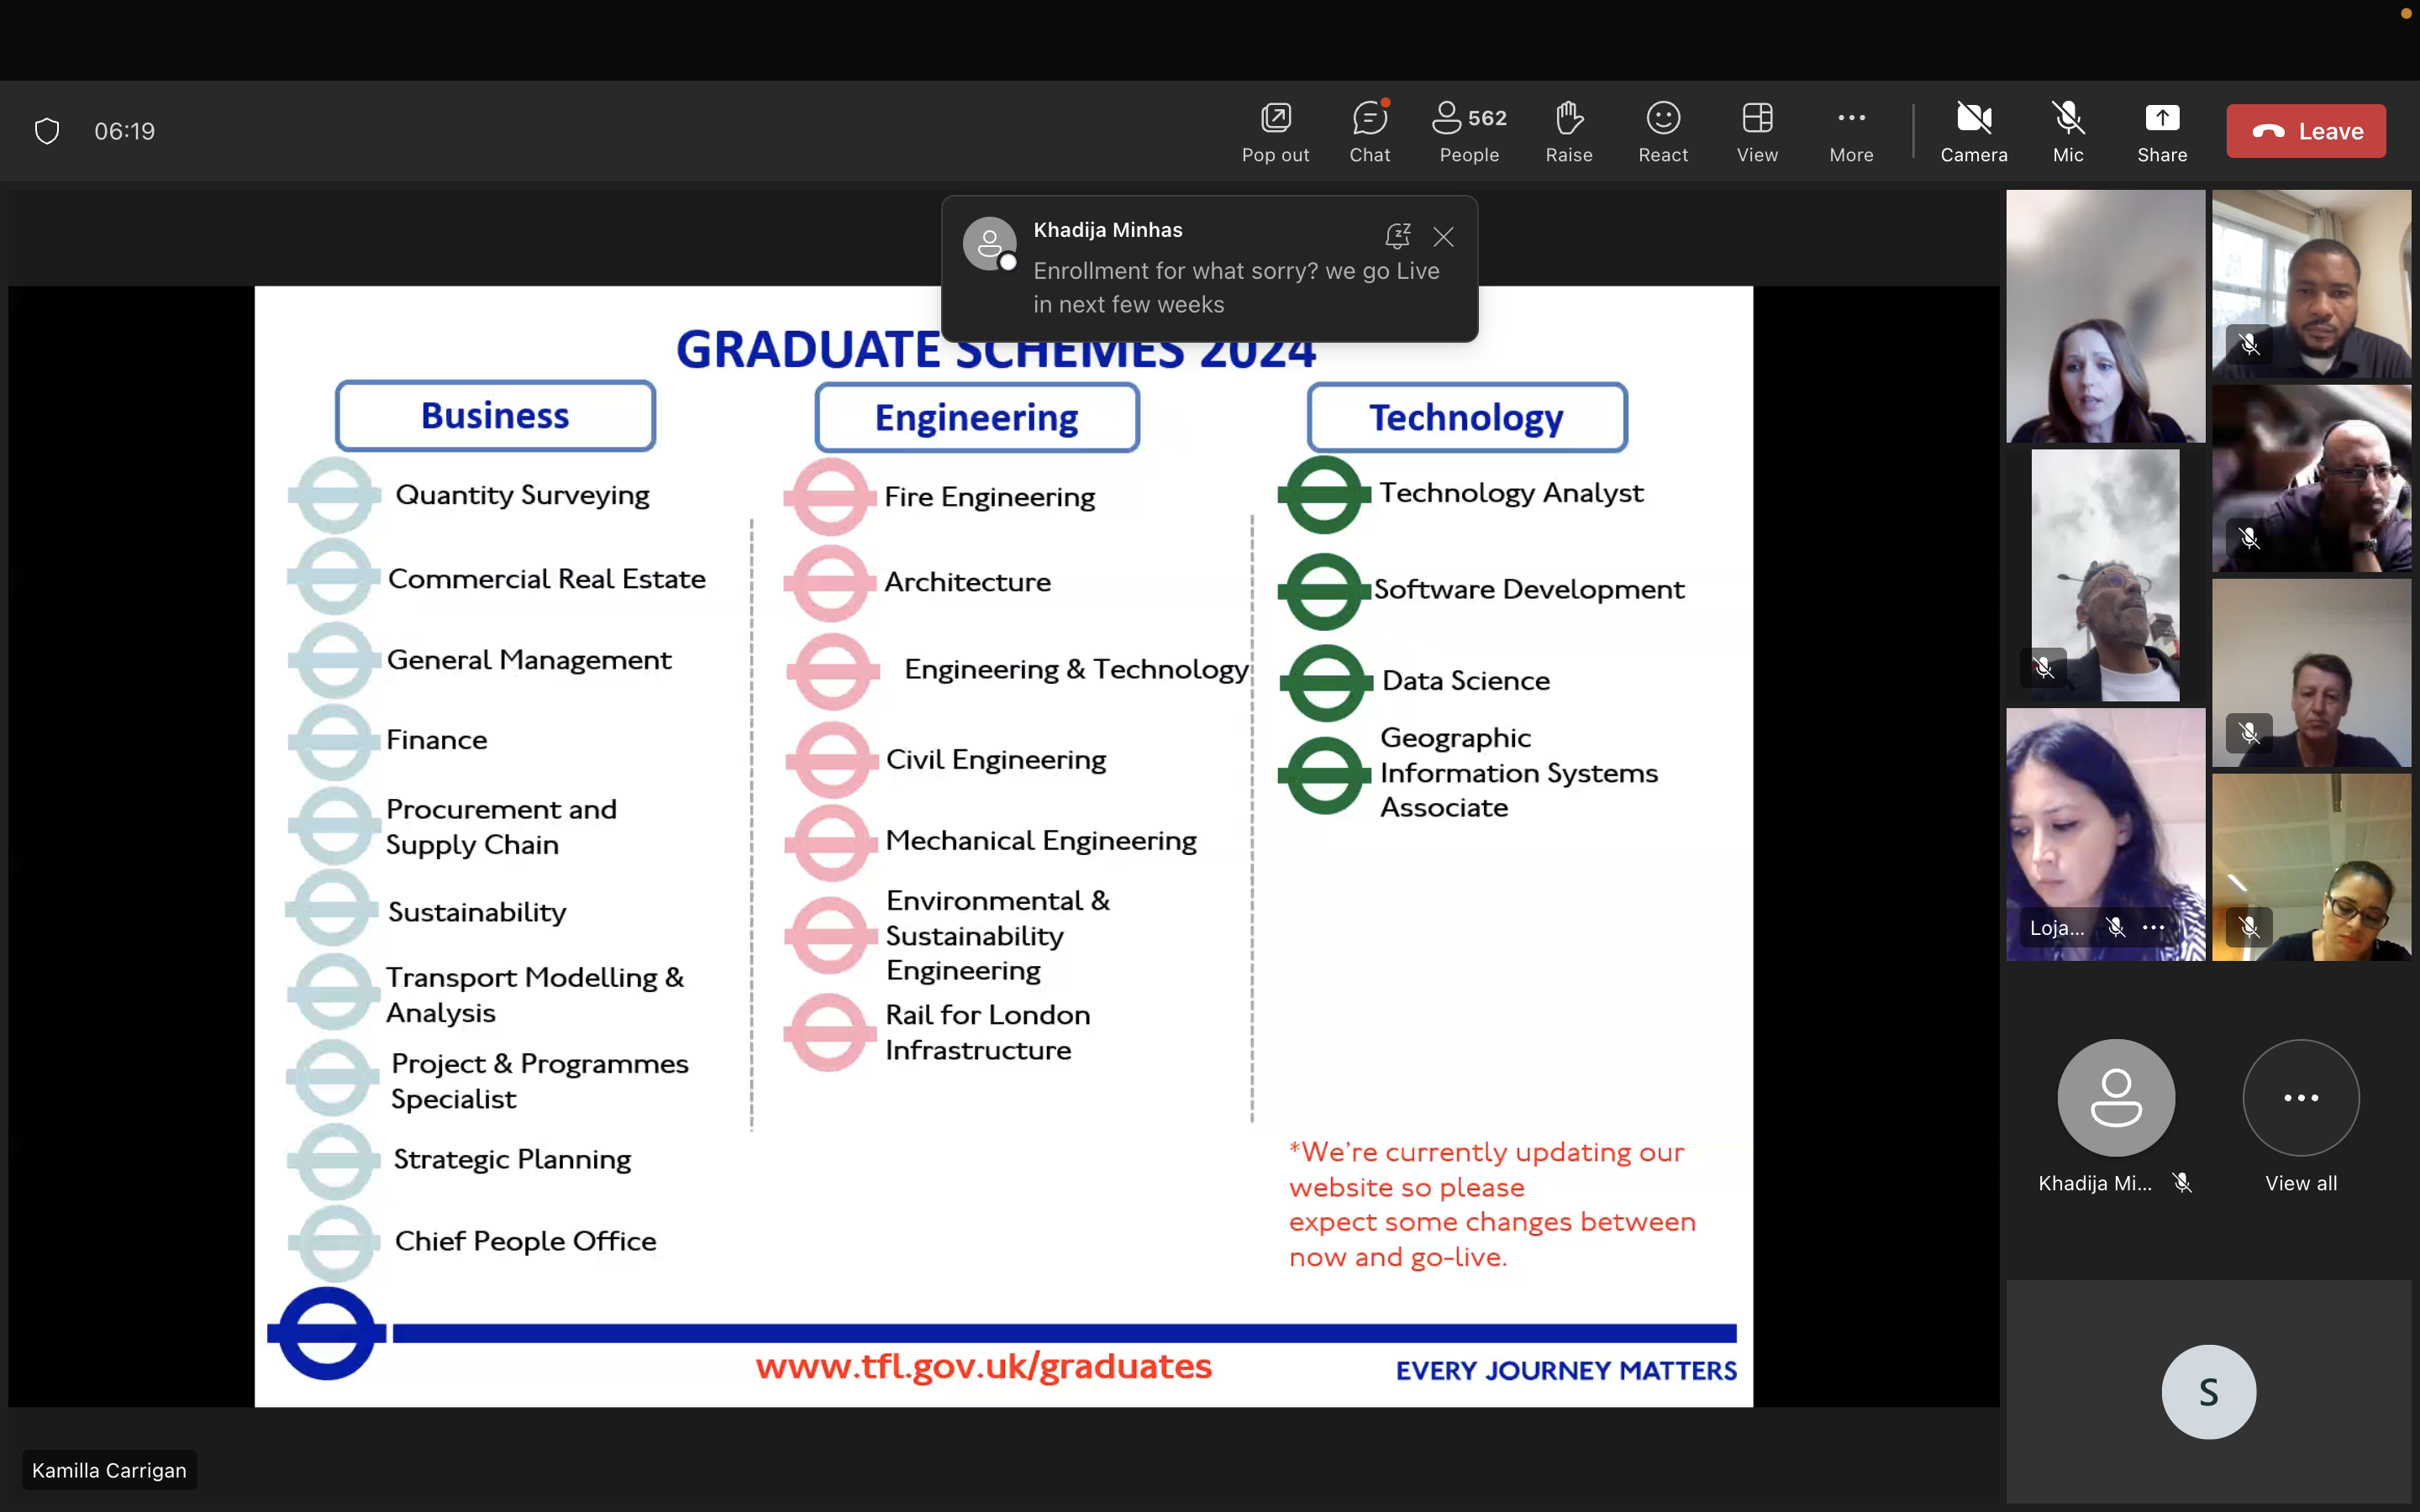 06:19
Pop out
Chat
562
People
Raise
React
View
More
Camera
Mic
Share
Leave
Khadija Minhas
Enrollment for what sorry? we go Live
in next few weeks
GRADUATE SCHEMES 2024
Business
Quantity Surveying
Commercial Real Estate
General Management
Finance
Procurement and
Supply Chain
Sustainability
Transport Modelling &
Analysis
Project & Programmes
Specialist
Strategic Planning
Chief People Office
Engineering
Fire Engineering
Architecture
Engineering & Technology
Civil Engineering
Mechanical Engineering
Environmental &
Sustainability
Engineering
Rail for London
Infrastructure
Technology
Technology Analyst
Software Development
Data Science
Geographic
Information Systems
Associate
*We’re currently updating our
website so please
expect some changes between
now and go-live.
www.tfl.gov.uk/graduates
EVERY JOURNEY MATTERS
Loja...
Khadija Mi...
View all
S
Kamilla Carrigan